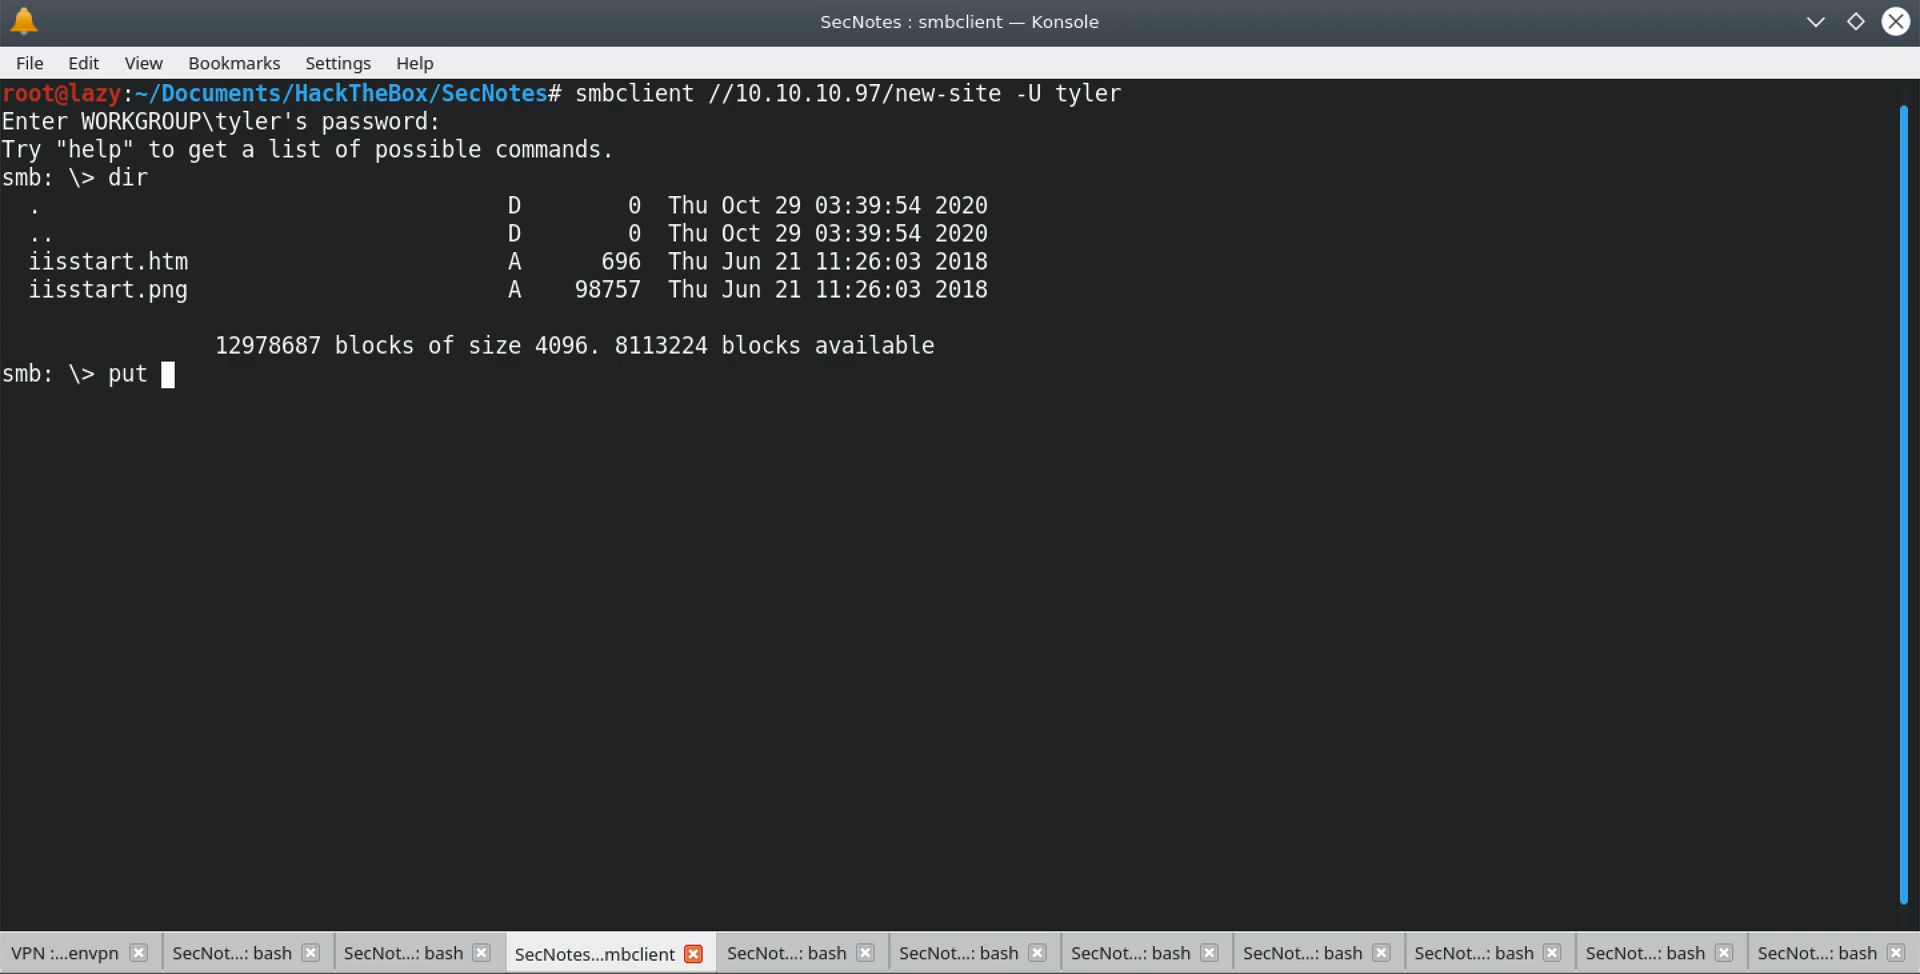 SecNotes : smbclient — Konsole
File Edit View Bookmarks Settings Help
root@lazy:~/Documents/HackTheBox/SecNotes# smbclient //10.10.10.97/new-site -U tyler
Enter WORKGROUP\tyler's password:
Try "help" to get a list of possible commands.
smb: \> dir
. D 0 Thu Oct 29 03:39:54 2020
.. D 0 Thu Oct 29 03:39:54 2020
iisstart.htm A 696 Thu Jun 21 11:26:03 2018
iisstart.png A 98757 Thu Jun 21 11:26:03 2018
12978687 blocks of size 4096. 8113224 blocks available
smb: \> put
VPN :...envpn SecNot...: bash SecNot...: bash SecNotes...mbclient SecNot...: bash SecNot...: bash SecNot...: bash SecNot...: bash SecNot...: bash SecNot...: bash SecNot...: bash